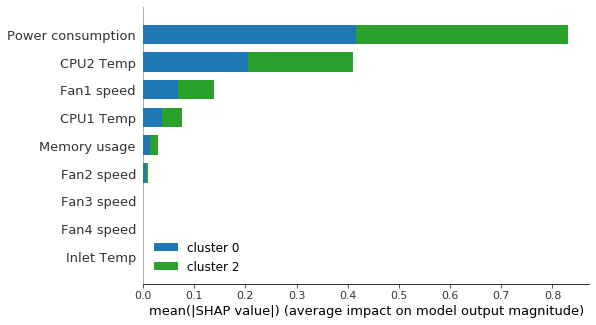 Power consumption
CPU2 Temp
Fan1 speed
CPU1 Temp
Memory usage
Fan2 speed
Fan3 speed
Fan4 speed
Inlet Temp
cluster 0
cluster 2
0.0 0.1 0.2 0.3 0.4 0.5 0.6 0.7 0.8
mean(|SHAP value|) (average impact on model output magnitude)